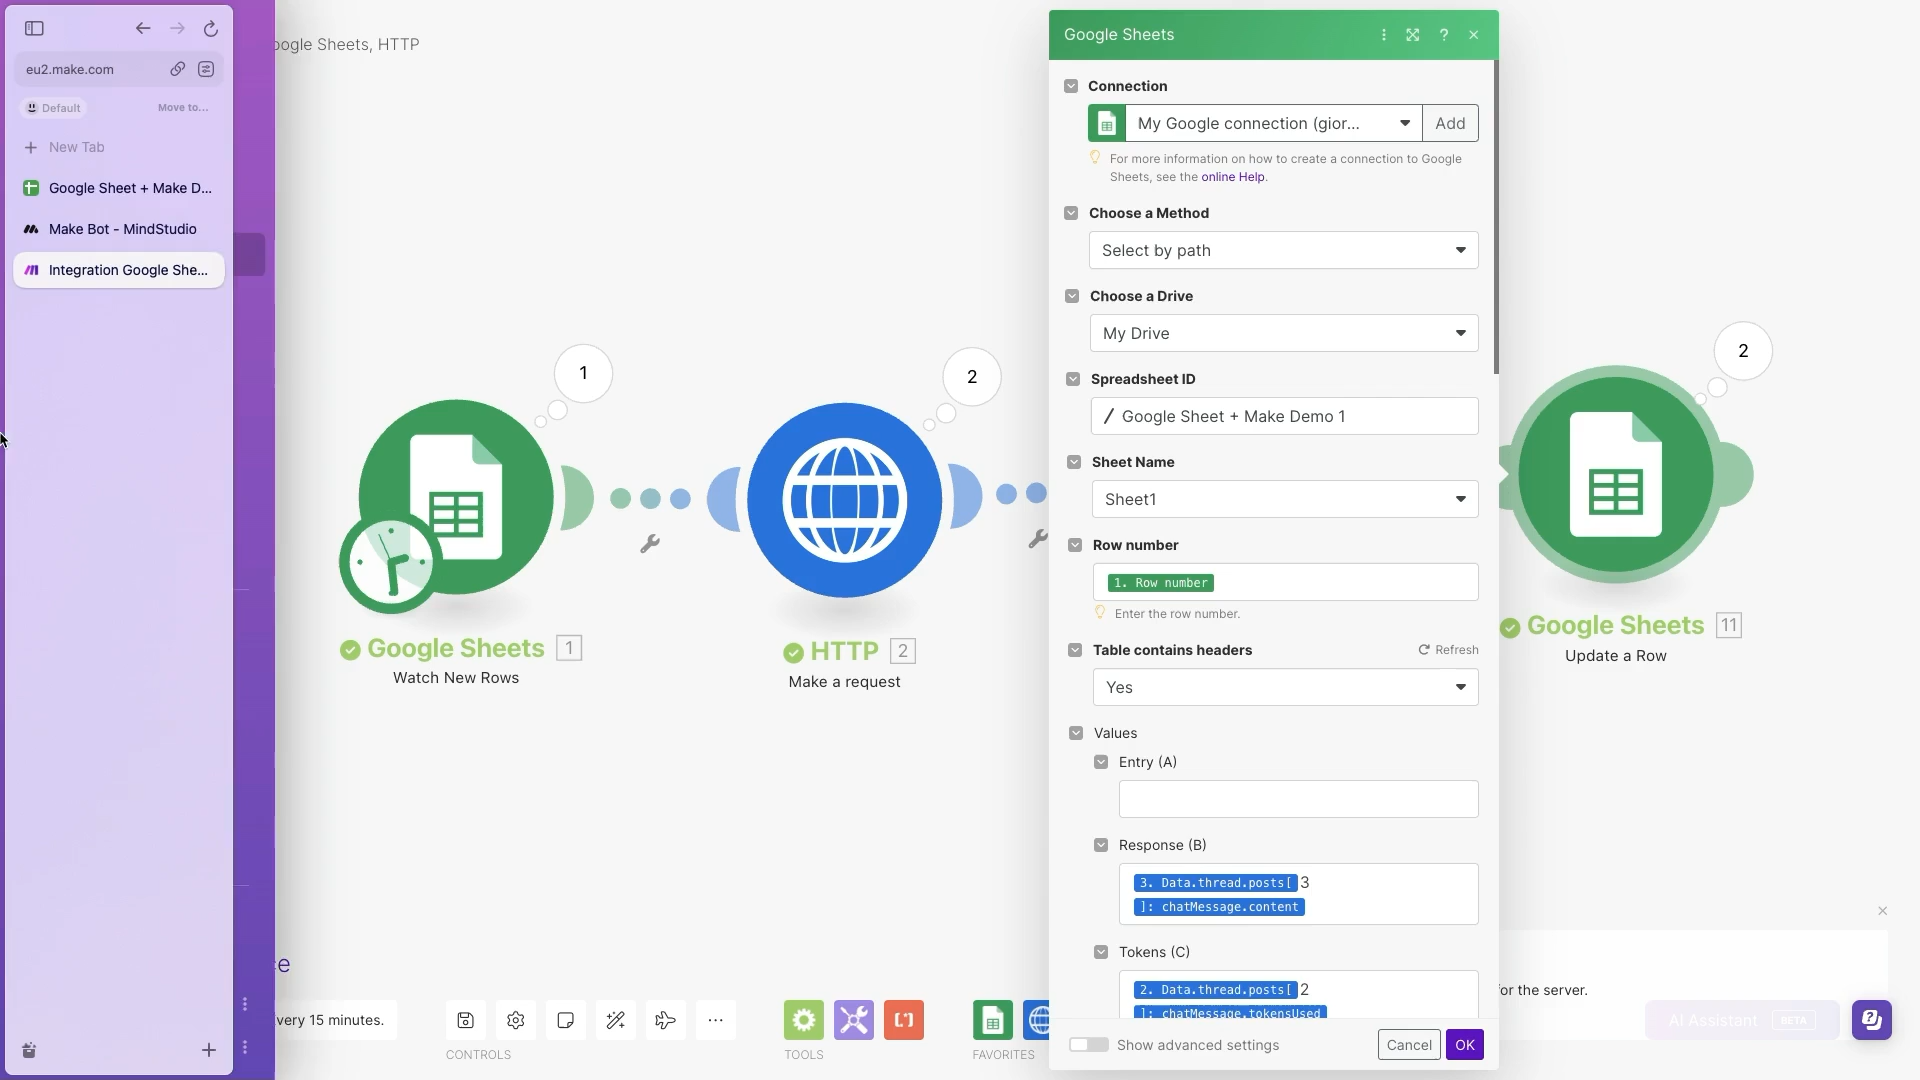 eu2.make.com
Default
Move to...
New Tab
Google Sheet + Make D...
Make Bot - MindStudio
Integration Google She...
oogle Sheets, HTTP
1
2
2
Google Sheets 1
Watch New Rows
HTTP 2
Make a request
Google Sheets 11
Update a Row
Google Sheets
Connection
My Google connection (gior...
Add
For more information on how to create a connection to Google
Sheets, see the online Help.
Choose a Method
Select by path
Choose a Drive
My Drive
Spreadsheet ID
/ Google Sheet + Make Demo 1
Sheet Name
Sheet1
Row number
1. Row number
Enter the row number.
Table contains headers
Refresh
Yes
Values
Entry (A)
Response (B)
3. Data.thread.posts[ 3
]: chatMessage.content
Tokens (C)
2. Data.thread.posts[ 2
]: chatMessage.tokensUsed
Show advanced settings
Cancel
OK
very 15 minutes.
CONTROLS
TOOLS
FAVORITES
for the server.
AI Assistant
BETA